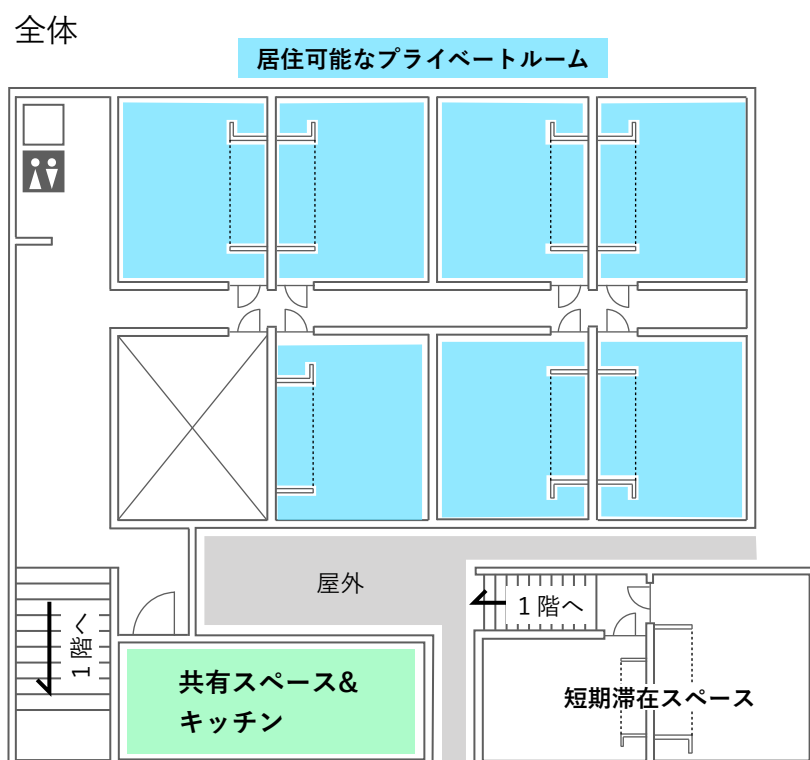 全体
居住可能なプライベートルーム
屋外
1階へ
1階へ
共有スペース&
キッチン
短期滞在スペース